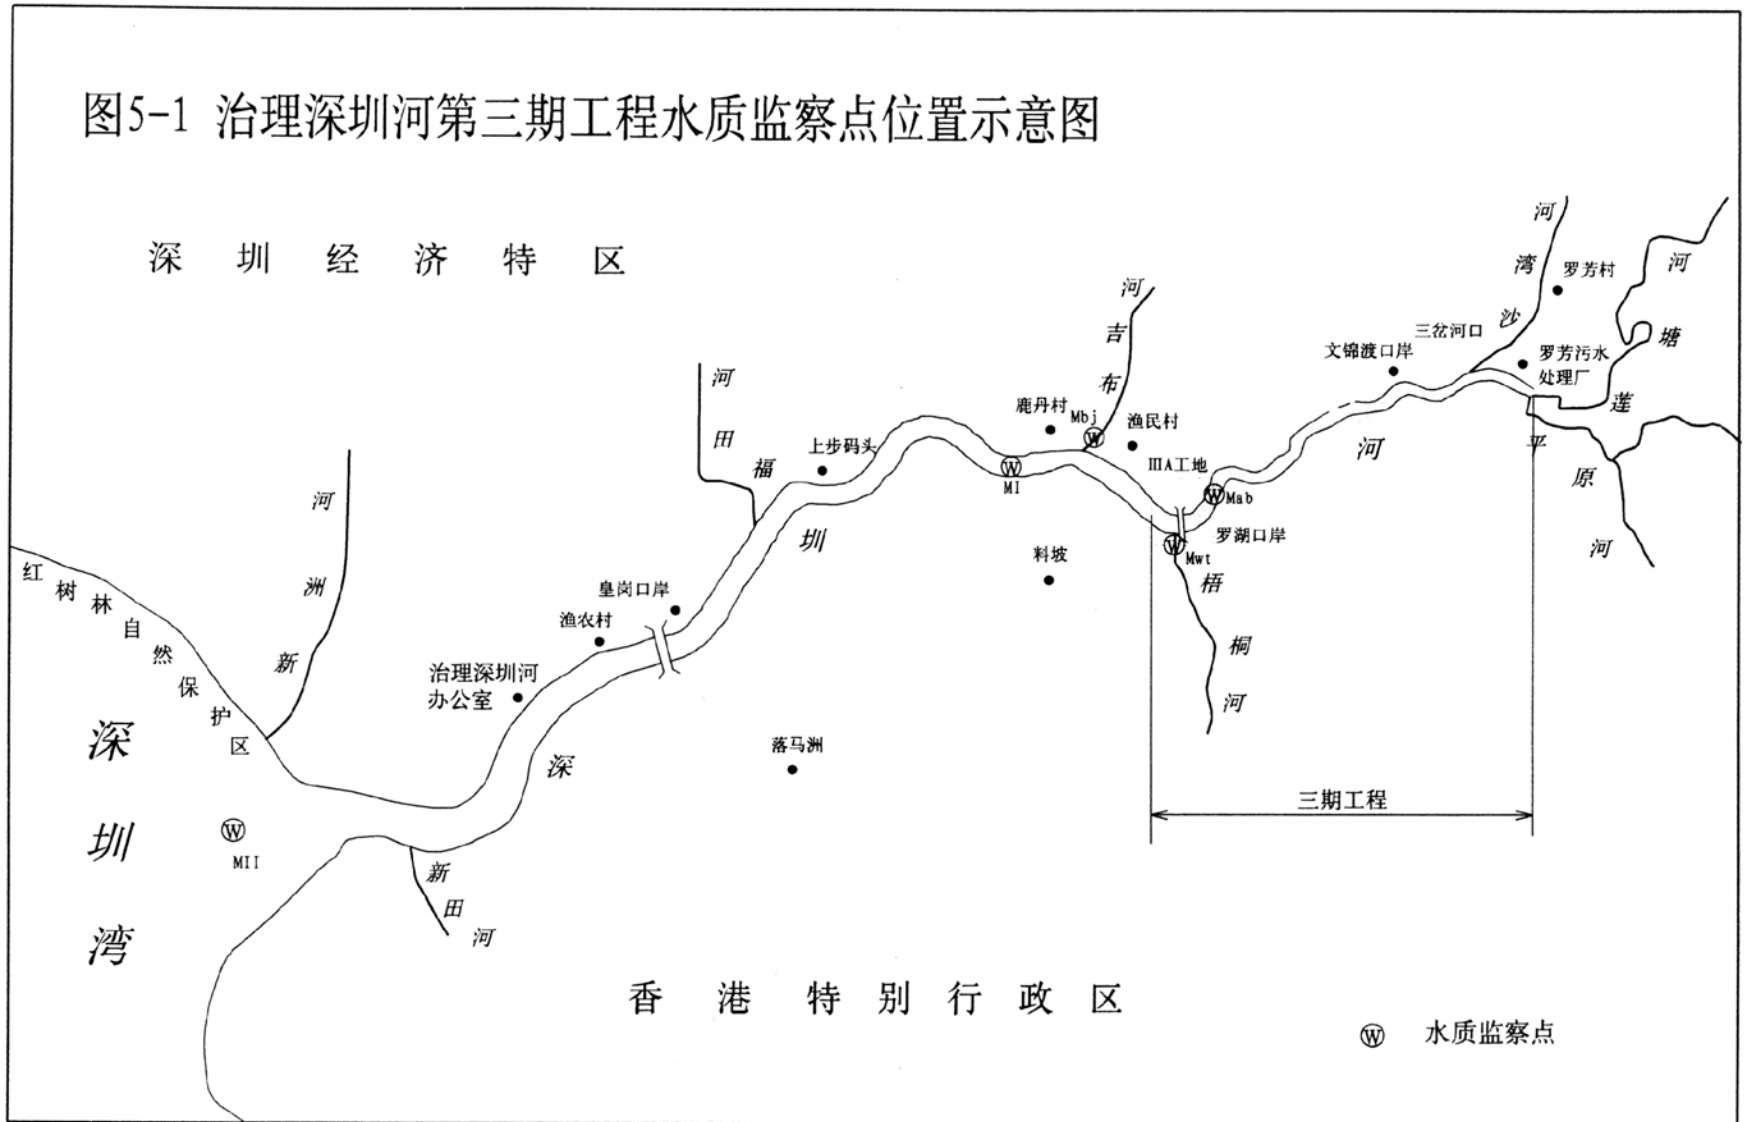 图5-1 治理深圳河第三期工程水质监察点位置示意图
深圳经济特区
河湾沙
罗芳村
河塘莲
三岔河口
文锦渡口岸
罗芳污水
处理厂
河吉布
河田福
鹿丹村
Mbj
W
渔民村
上步码头
IIIA工地
W
MI
W
Mab
罗湖口岸
W
Mwt
平原河
梧桐河
料坡
河洲新
红树林自然保护区
皇岗口岸
渔农村
治理深圳河
办公室
深圳河
落马洲
三期工程
深圳湾
W
MII
新田河
香港特别行政区
W 水质监察点